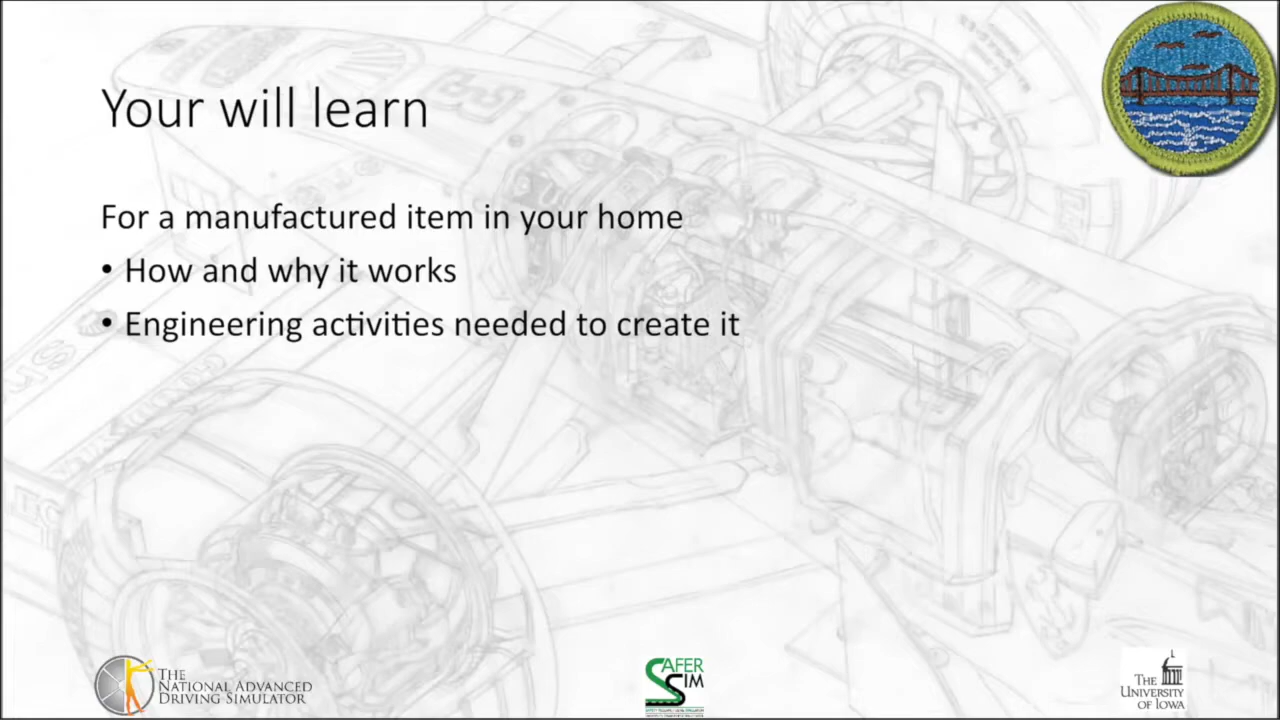 Your will learn
For a manufactured item in your home
• How and why it works
• Engineering activities needed to create it
THE
NATIONAL ADVANCED
DRIVING SIMULATOR
SAFER
SIM
THE
UNIVERSITY
OF IOWA